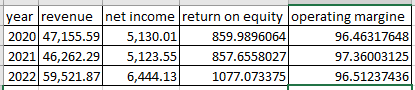 year revenue net income return on equity operating margine
2020 47,155.59 5,130.01 859.9896064 96.46317648
2021 46,262.29 5,123.55 857.6558027 97.36003125
2022 59,521.87 6,444.13 1077.073375 96.51237436